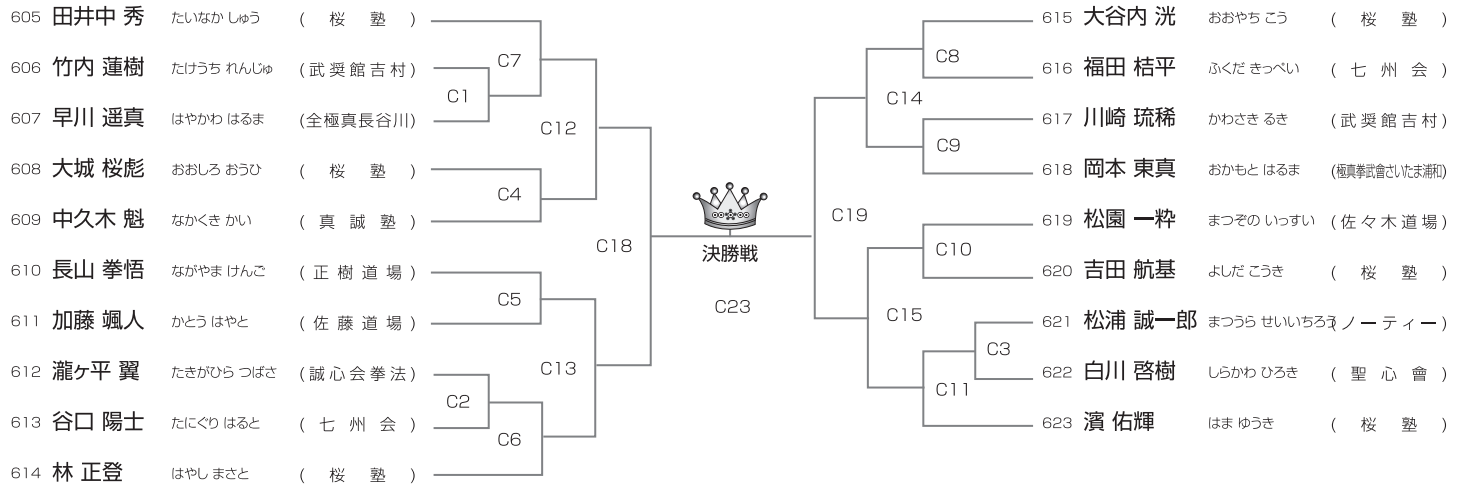 605 田井中 秀 たいなか しゅう (桜塾)
606 竹内 蓮樹 たけうち れんじゅ (武奨館吉村)
607 早川 遥真 はやかわ はるま (全極真長谷川)
608 大城 桜彪 おおしろ おうひ (桜塾)
609 中久木 魁 なかくき かい (真誠塾)
610 長山 拳悟 ながやま けんご (正樹道場)
611 加藤 颯人 かとう はやと (佐藤道場)
612 瀧ヶ平 翼 たきがひら つばさ (誠心会拳法)
613 谷口 陽士 たにぐり はると (七州会)
614 林 正登 はやし まさと (桜塾)
C7
C1
C12
C4
C18
C5
C13
C2
C6
決勝戦
C23
C8
C14
C9
C19
C10
C15
C3
C11
615 大谷内 洸 おおやち こう (桜塾)
616 福田 桔平 ふくだ きっぺい (七州会)
617 川崎 琉稀 かわさき るき (武奨館吉村)
618 岡本 東真 おかもと はるま (極真拳武會さいたま浦和)
619 松園 一粋 まつぞの いっすい (佐々木道場)
620 吉田 航基 よしだ こうき (桜塾)
621 松浦 誠一郎 まつうら せいいちろう (ノーティー)
622 白川 啓樹 しらかわ ひろき (聖心會)
623 濱 佑輝 はま ゆうき (桜塾)